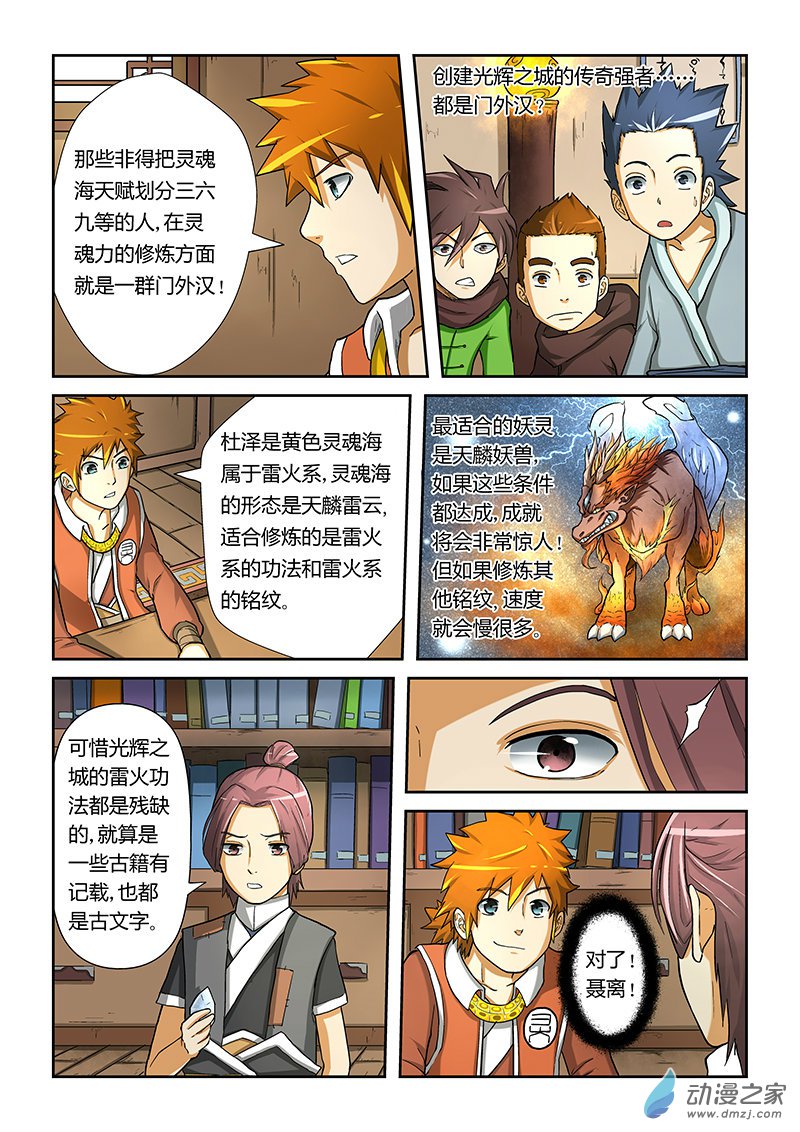 那些非得把灵魂
海天赋划分三六
九等的人,在灵
魂力的修炼方面
就是一群门外汉!
创建光辉之城的传奇强者……
都是门外汉?
杜泽是黄色灵魂海
属于雷火系,灵魂海
的形态是天麟雷云,
适合修炼的是雷火
系的功法和雷火系
的铭纹。
最适合的妖灵
是天麟妖兽,
如果这些条件
都达成,成就
将会非常惊人!
但如果修炼其
他铭纹,速度
就会慢很多。
可惜光辉之
城的雷火功
法都是残缺
的,就算是
一些古籍有
记载,也都
是古文字。
对了!
聂离!
灵
动漫之家
www.dmzj.com